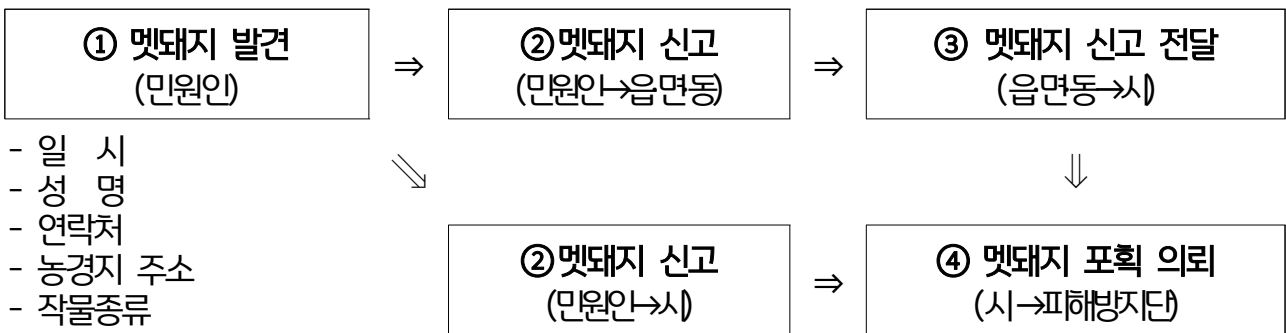 ① 멧돼지 발견 ⇒ ②멧돼지 신고 ⇒ ③ 멧돼지 신고 전달
(민원인) (민원인→읍면동) (읍면동→시)
- 일 시
- 성 명
- 연락처
- 농경지 주소
- 작물종류
⇘ ⇓
②멧돼지 신고 ⇒ ④ 멧돼지 포획 의뢰
(민원인→시) (시→피해방지단)